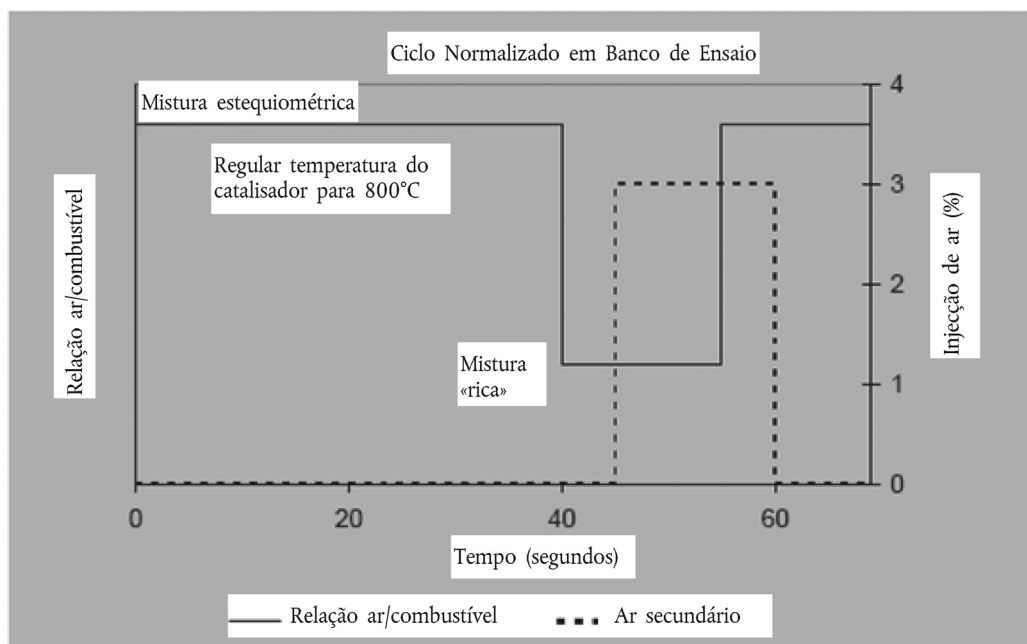 Ciclo Normalizado em Banco de Ensaio
Mistura estequiométrica
Regular temperatura do
catalisador para 800°C
Mistura
«rica»
Relação ar/combustível
4
3
2
1
0
Injecção de ar (%)
0 20 40 60
Tempo (segundos)
Relação ar/combustível Ar secundário